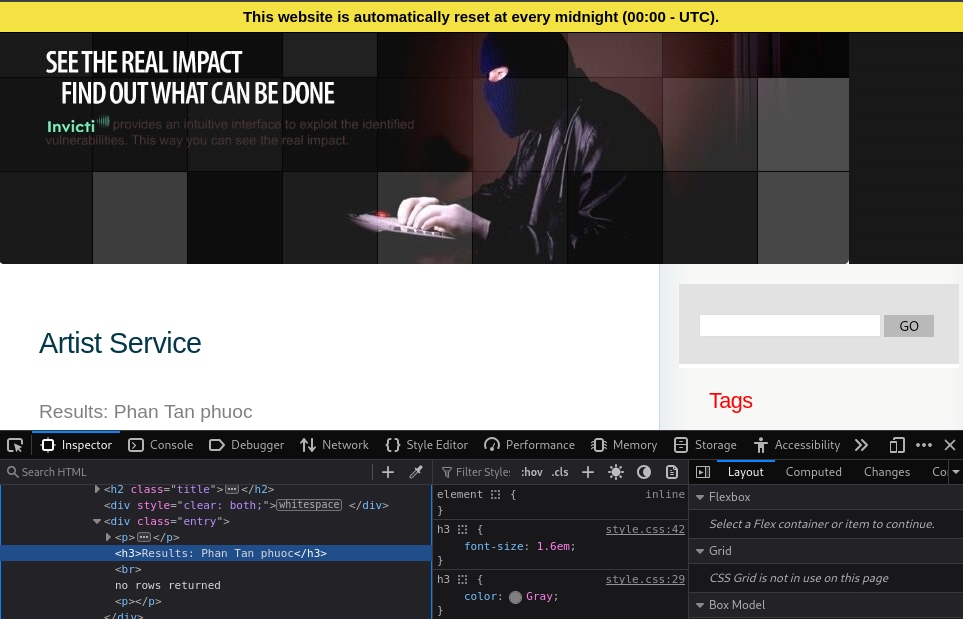 This website is automatically reset at every midnight (00:00 - UTC).
SEE THE REAL IMPACT
FIND OUT WHAT CAN BE DONE
Invicti provides an intuitive interface to exploit the identified
vulnerabilities. This way you can see the real impact.
GO
Artist Service
Tags
Results: Phan Tan phuoc
Inspector Console Debugger Network Style Editor Performance Memory Storage Accessibility
Search HTML
Filter Styles :hov .cls
Layout Computed Changes Co
<h2 class="title">⋯</h2>
<div style="clear: both;">whitespace </div>
<div class="entry">
<p>⋯</p>
<h3>Results: Phan Tan phuoc</h3>
<br>
no rows returned
<p></p>
</div>
element { inline
}
h3 { style.css:42
font-size: 1.6em;
}
h3 { style.css:29
color: Gray;
}
Flexbox
Select a Flex container or item to continue.
Grid
CSS Grid is not in use on this page
Box Model